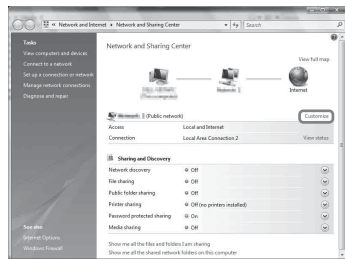 « Network and Internet ▸ Network and Sharing Center
Search
Tasks
View computers and devices
Connect to a network
Set up a connection or network
Manage network connections
Diagnose and repair
Network and Sharing Center
View full map
Internet
(Public network)
Customize
Access Local and Internet
Connection Local Area Connection 2 View status
Sharing and Discovery
Network discovery Off
File sharing Off
Public folder sharing Off
Printer sharing Off (no printers installed)
Password protected sharing On
Media sharing Off
Show me all the files and folders I am sharing
Show me all the shared network folders on this computer
See also
Internet Options
Windows Firewall